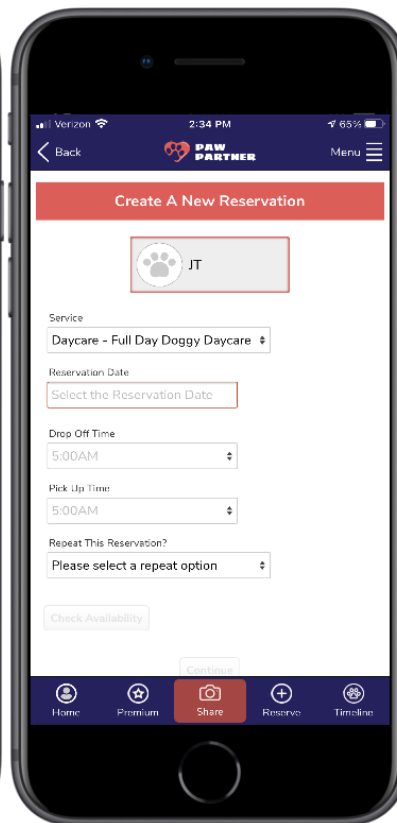 Verizon 2:34 PM 65%
Back PAW PARTNER Menu
Create A New Reservation
JT
Service
Daycare - Full Day Doggy Daycare
Reservation Date
Select the Reservation Date
Drop Off Time
5:00AM
Pick Up Time
5:00AM
Repeat This Reservation?
Please select a repeat option
Check Availability
Continue
Home Premium Share Reserve Timeline